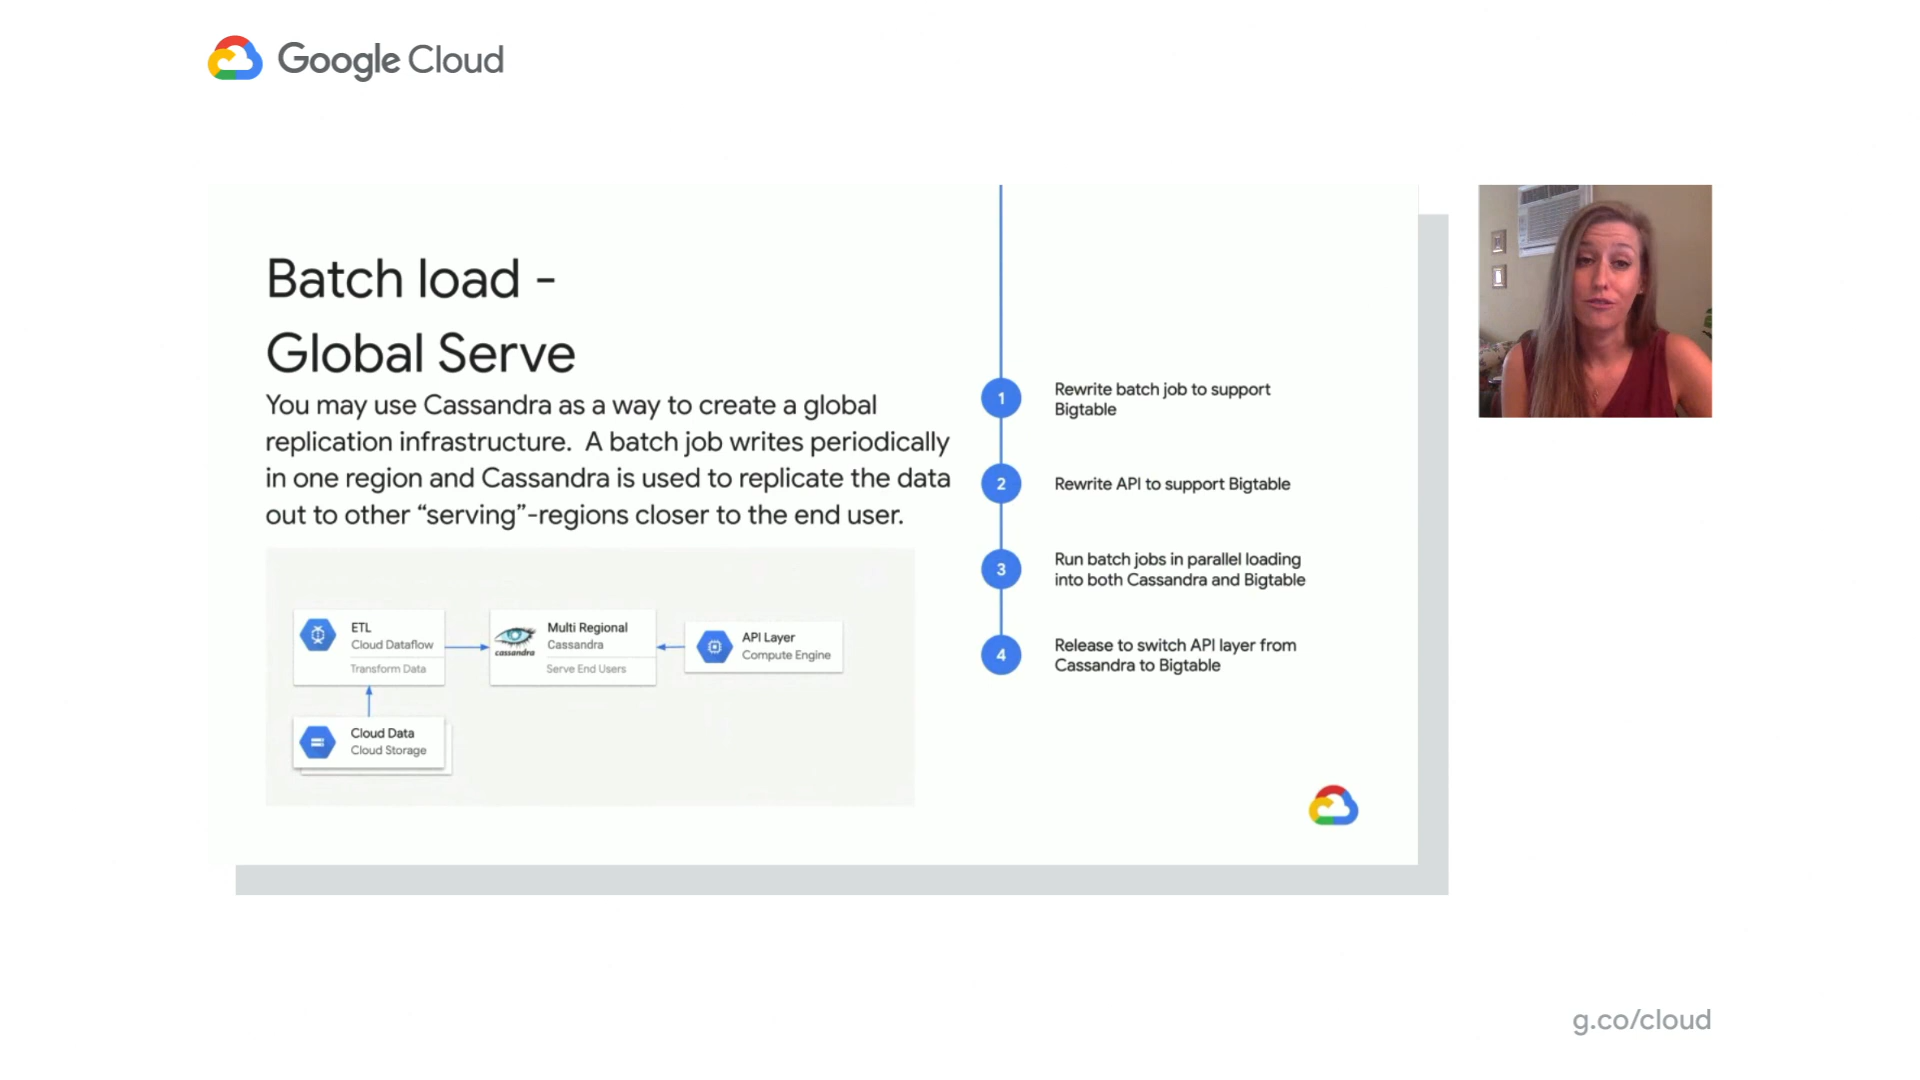 Google Cloud
Batch load -
Global Serve
You may use Cassandra as a way to create a global
replication infrastructure. A batch job writes periodically
in one region and Cassandra is used to replicate the data
out to other “serving”-regions closer to the end user.
ETL
Cloud Dataflow
Transform Data
cassandra
Multi Regional
Cassandra
Serve End Users
API Layer
Compute Engine
Cloud Data
Cloud Storage
1
Rewrite batch job to support
Bigtable
2
Rewrite API to support Bigtable
3
Run batch jobs in parallel loading
into both Cassandra and Bigtable
4
Release to switch API layer from
Cassandra to Bigtable
g.co/cloud